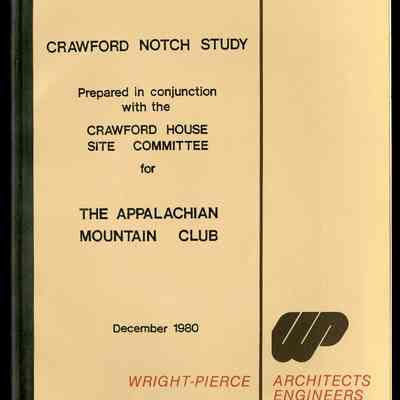 CRAWFORD NOTCH STUDY
Prepared in conjunction
with the
CRAWFORD HOUSE
SITE COMMITTEE
for
THE APPALACHIAN
MOUNTAIN CLUB
December 1980
WP
WRIGHT-PIERCE ARCHITECTS
ENGINEERS